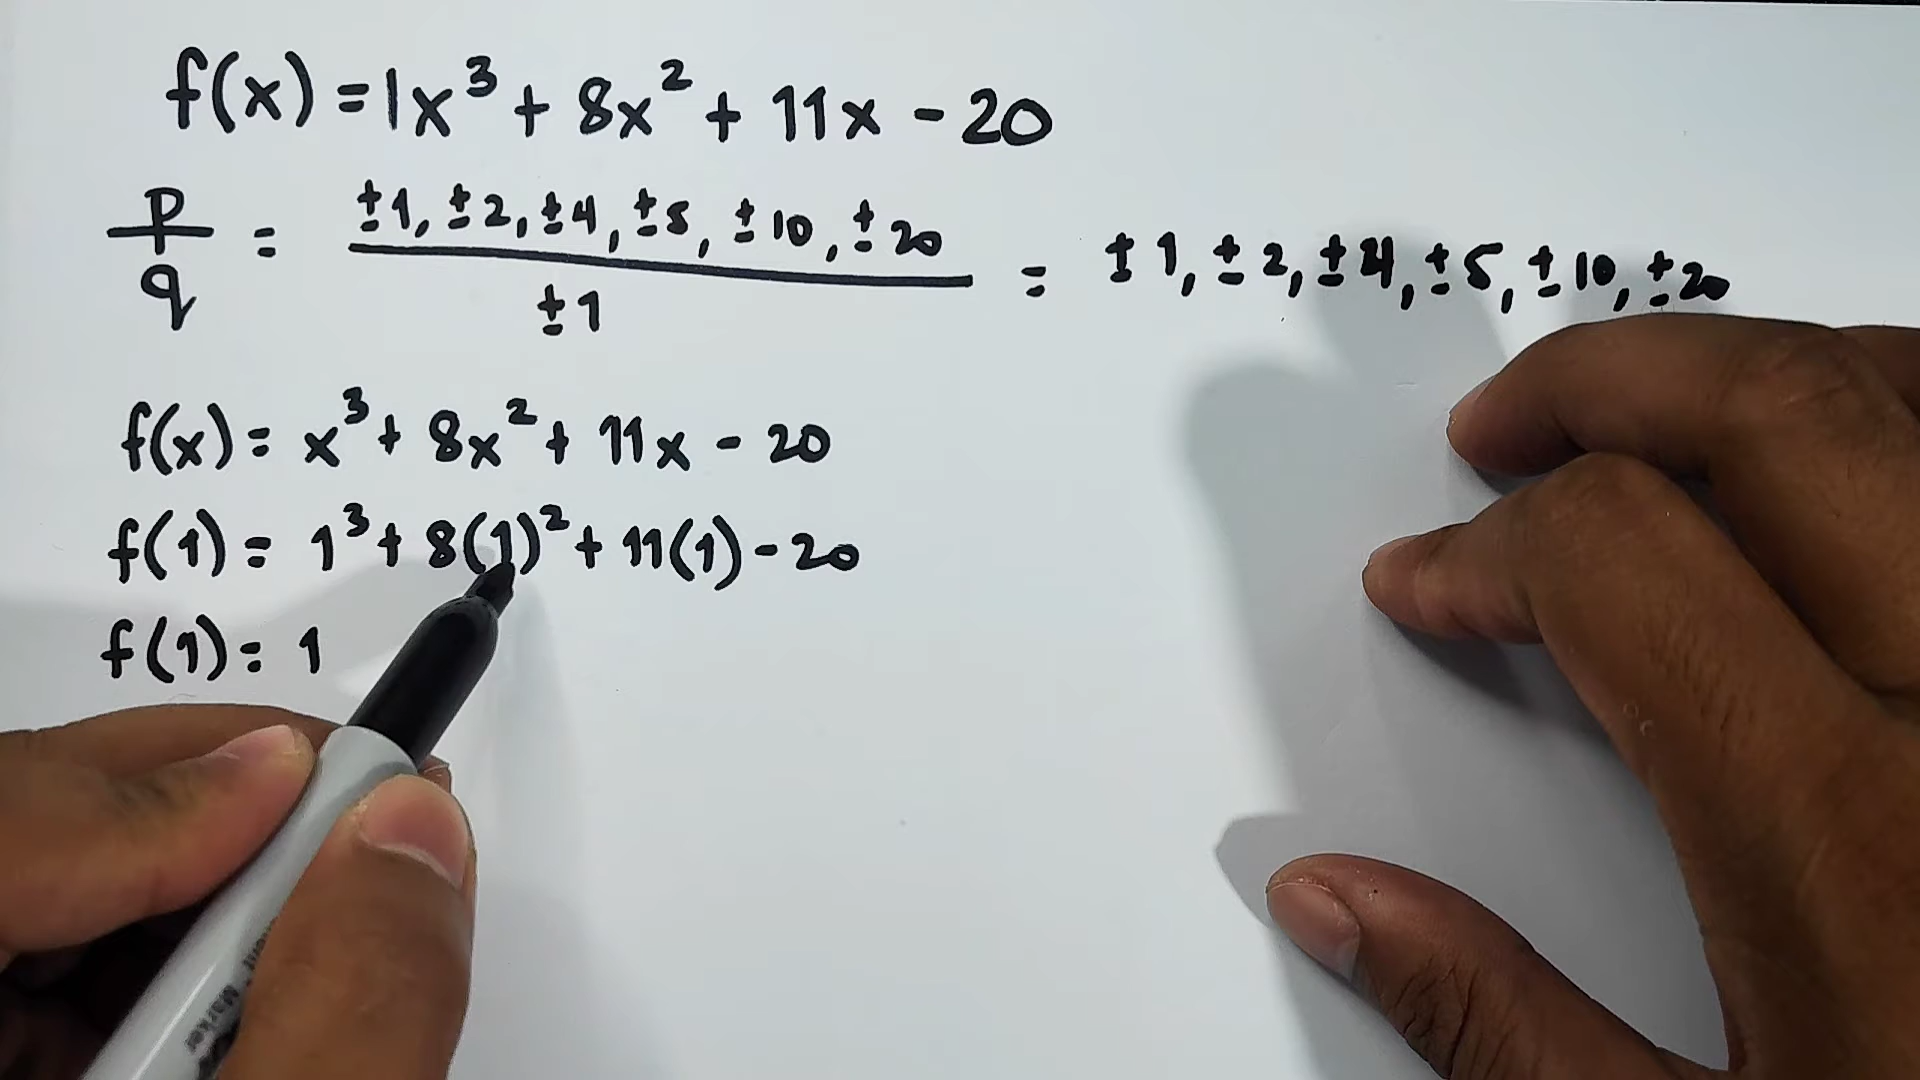 f(x) = 1x³ + 8x² + 11x - 20
p/q = ±1, ±2, ±4, ±5, ±10, ±20 / ±1 = ±1, ±2, ±4, ±5, ±10, ±20
f(x) = x³ + 8x² + 11x - 20
f(1) = 1³ + 8(1)² + 11(1) - 20
f(1) = 1
Marker